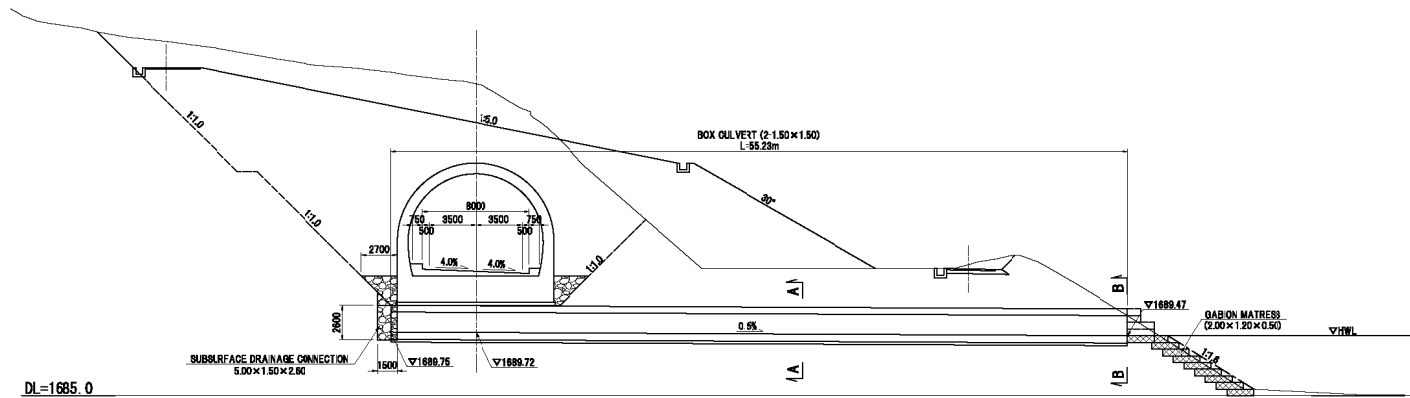 1:1.0
1:5.0
BOX CULVERT (2-1.50×1.50)
L=55.23m
30°
1:1.0
8000
750 3500 3500 750
500 500
2700
4.0% 4.0%
1:1.0
A
B
▽1689.47
GABION MATRESS
(2.00×1.20×0.50)
▽HWL
2600
0.5%
1:1.8
SUBSURFACE DRAINAGE CONNECTION
5.00×1.50×2.60
1500
▽1689.75
▽1689.72
A
B
DL=1685.0